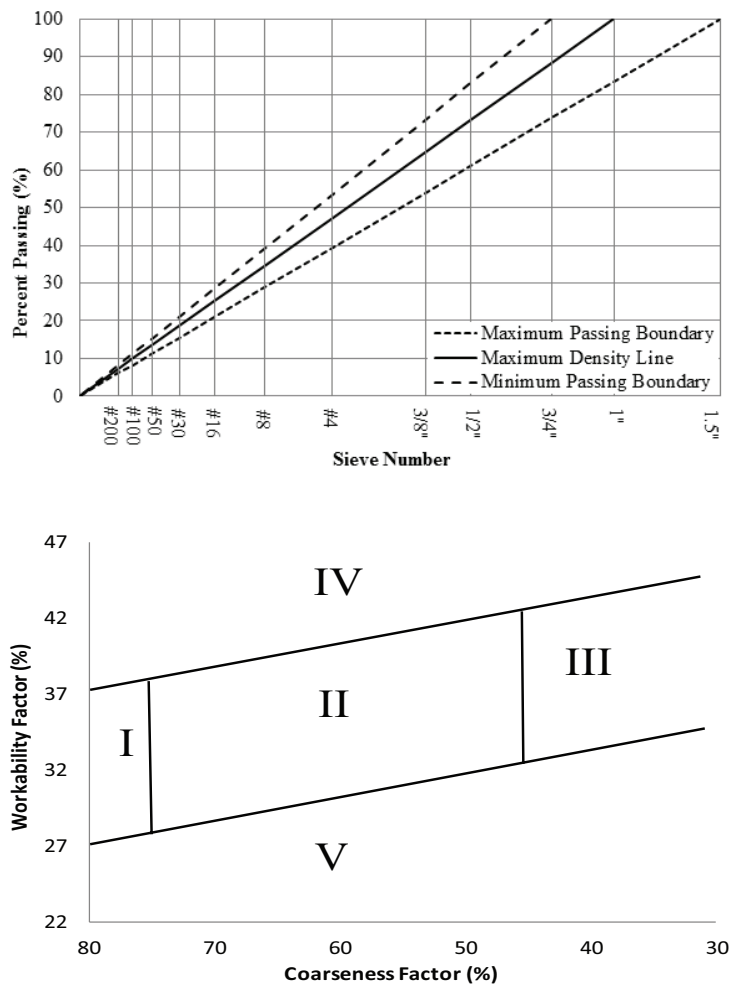 100
90
80
70
60
50
40
30
20
10
0
Percent Passing (%)
Maximum Passing Boundary
Maximum Density Line
Minimum Passing Boundary
#200
#100
#50
#30
#16
#8
#4
3/8"
1/2"
3/4"
1"
1.5"
Sieve Number
47
42
37
32
27
22
Workability Factor (%)
IV
III
II
I
V
80 70 60 50 40 30
Coarseness Factor (%)